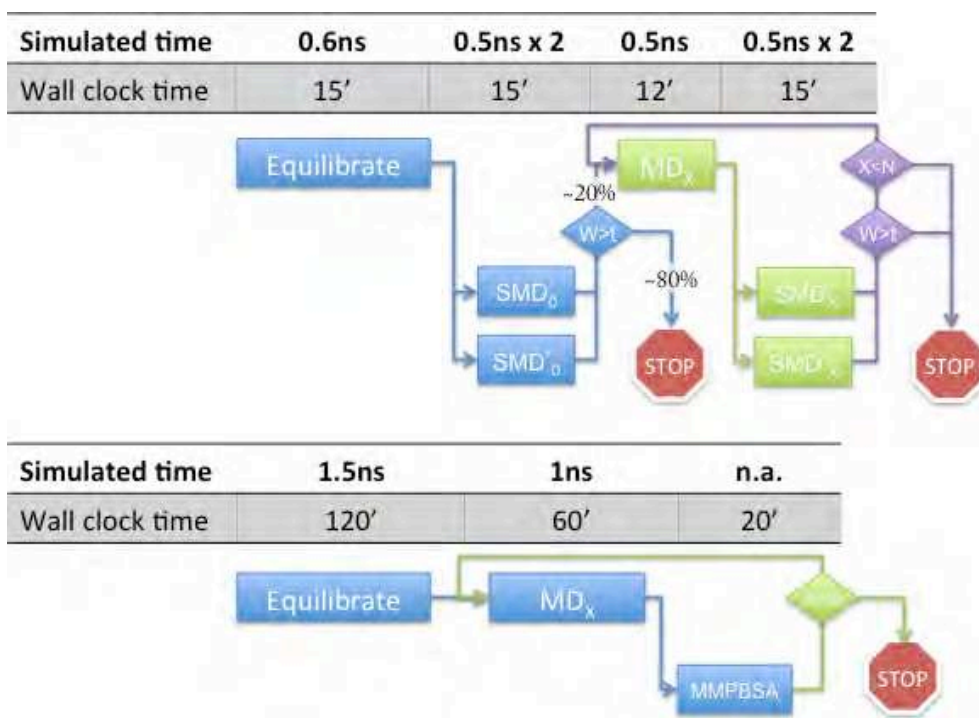 Simulated time 0.6ns 0.5ns x 2 0.5ns 0.5ns x 2
Wall clock time 15′ 15′ 12′ 15′
Equilibrate
MDₓ
X<N
~20%
W>t
W>t
SMD₀
~80%
SMDₓ
SMD'₀
STOP
SMD'ₓ
STOP
Simulated time 1.5ns 1ns n.a.
Wall clock time 120′ 60′ 20′
Equilibrate
MDₓ
MMPBSA
STOP